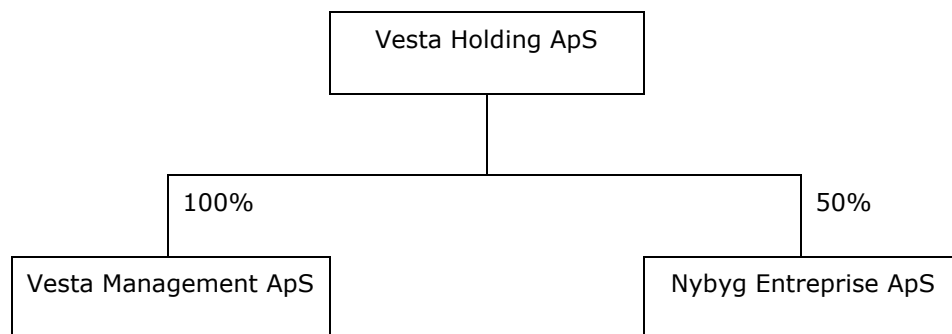 Vesta Holding ApS
100%
50%
Vesta Management ApS
Nybyg Entreprise ApS